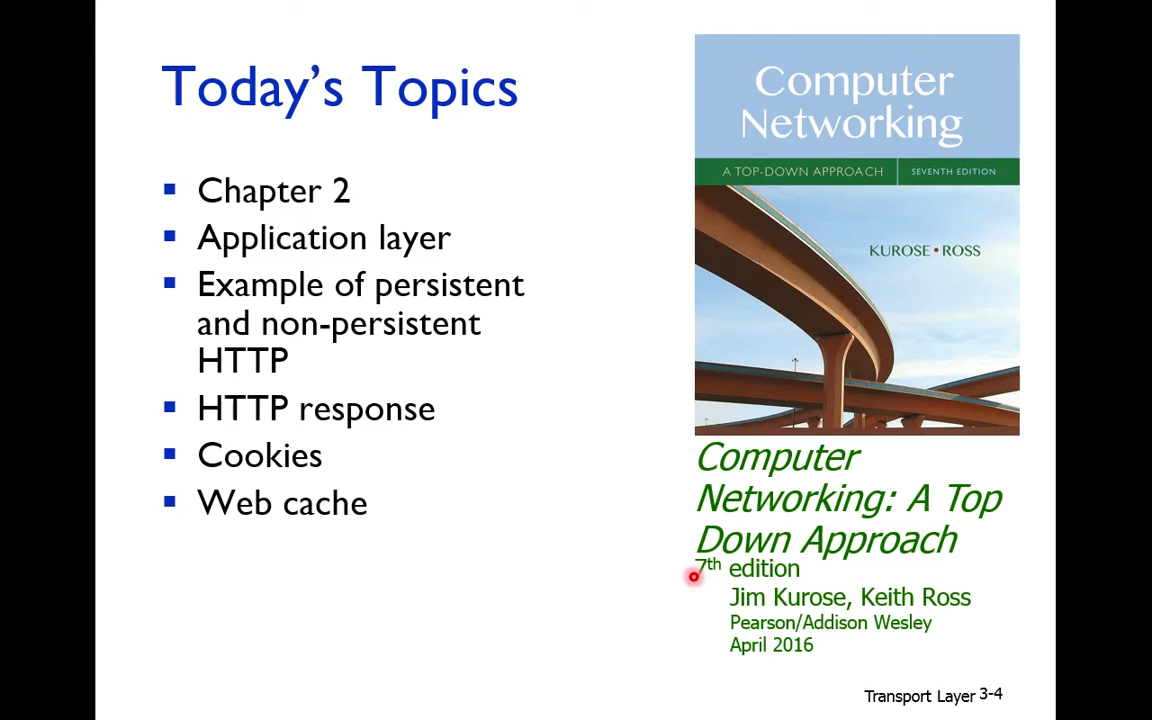 Today's Topics
▪ Chapter 2
▪ Application layer
▪ Example of persistent
and non-persistent
HTTP
▪ HTTP response
▪ Cookies
▪ Web cache
Computer
Networking
A TOP-DOWN APPROACH SEVENTH EDITION
KUROSE • ROSS
Computer
Networking: A Top
Down Approach
7th edition
Jim Kurose, Keith Ross
Pearson/Addison Wesley
April 2016
Transport Layer 3-4